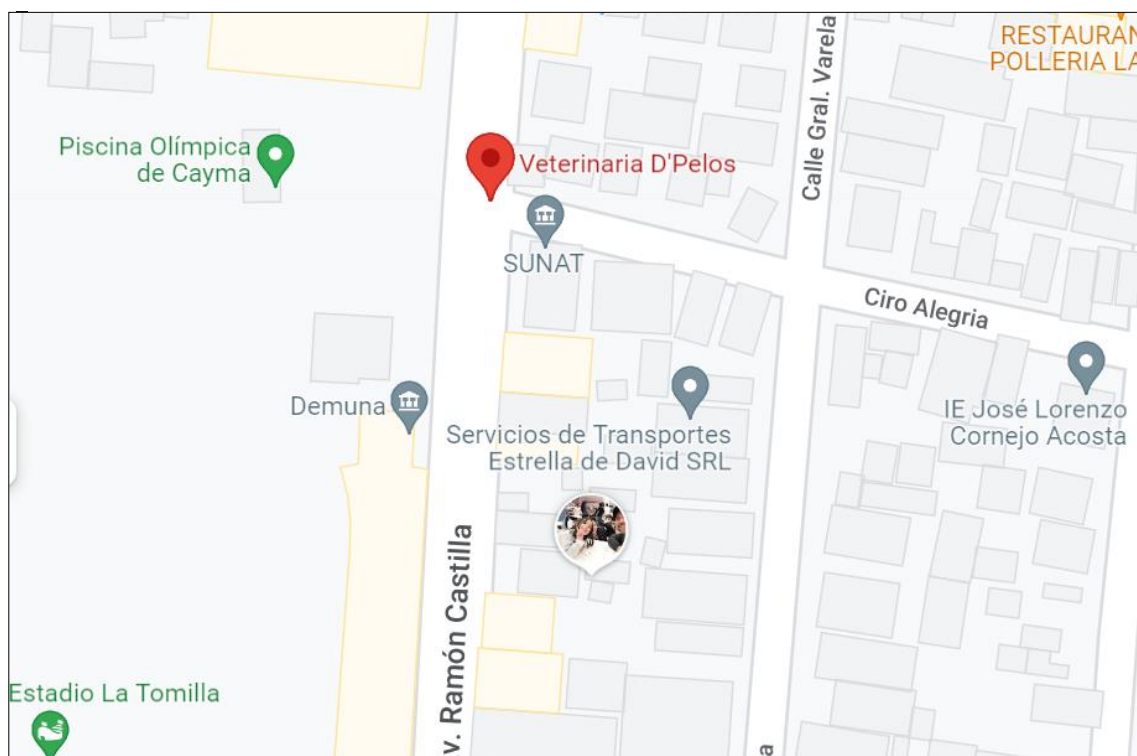 RESTAURAN
POLLERIA LA
Calle Gral. Varela
Piscina Olímpica
de Cayma
Veterinaria D'Pelos
SUNAT
Ciro Alegria
Demuna
IE José Lorenzo
Cornejo Acosta
Servicios de Transportes
Estrella de David SRL
v. Ramón Castilla
Estadio La Tomilla
a